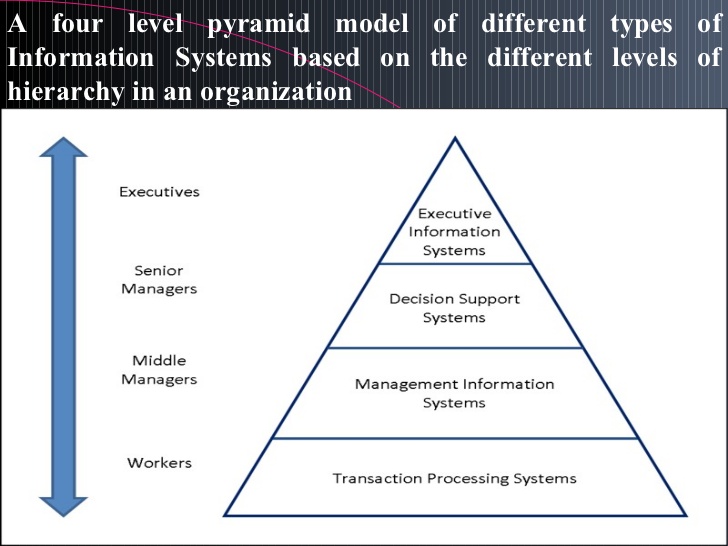 A four level pyramid model of different types of
Information Systems based on the different levels of
hierarchy in an organization
Executives
Executive
Information
Systems
Senior
Managers
Decision Support
Systems
Middle
Managers
Management Information
Systems
Workers
Transaction Processing Systems